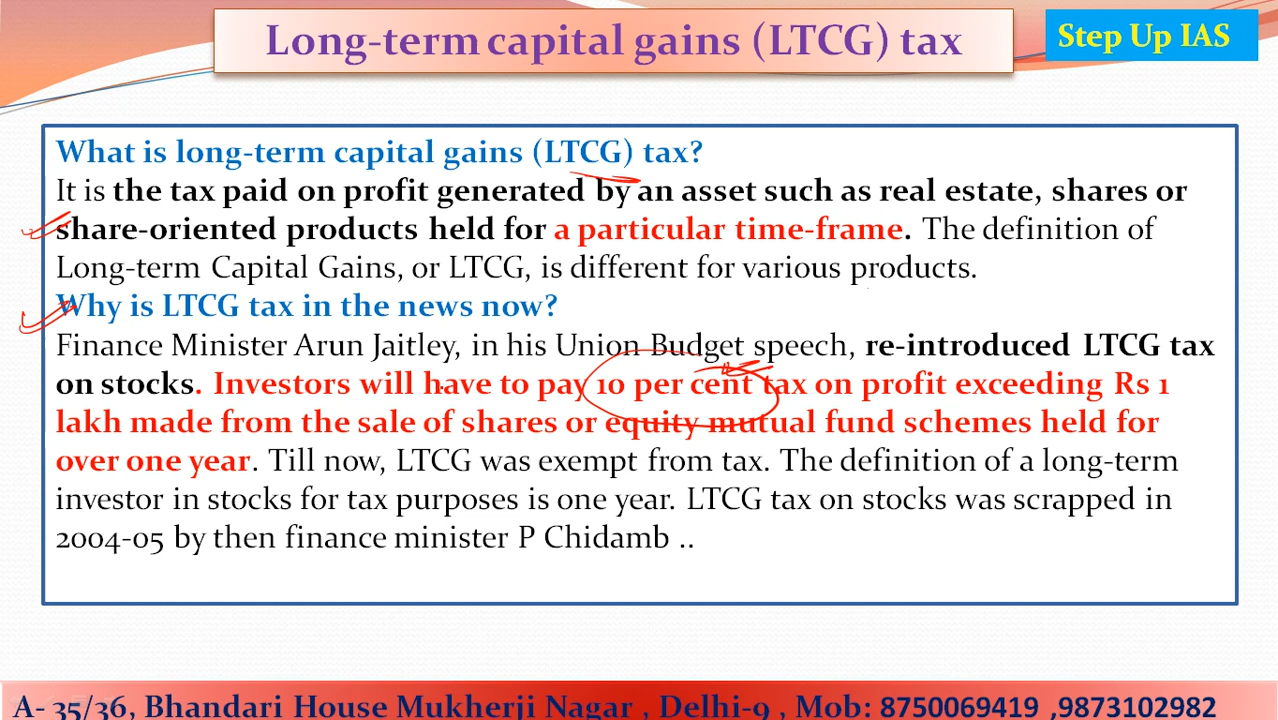 Long-term capital gains (LTCG) tax
Step Up IAS
What is long-term capital gains (LTCG) tax?
It is the tax paid on profit generated by an asset such as real estate, shares or
share-oriented products held for a particular time-frame. The definition of
Long-term Capital Gains, or LTCG, is different for various products.
Why is LTCG tax in the news now?
Finance Minister Arun Jaitley, in his Union Budget speech, re-introduced LTCG tax
on stocks. Investors will have to pay 10 per cent tax on profit exceeding Rs 1
lakh made from the sale of shares or equity mutual fund schemes held for
over one year. Till now, LTCG was exempt from tax. The definition of a long-term
investor in stocks for tax purposes is one year. LTCG tax on stocks was scrapped in
2004-05 by then finance minister P Chidamb ..
A- 35/36, Bhandari House Mukherji Nagar , Delhi-9 , Mob: 8750069419 ,9873102982